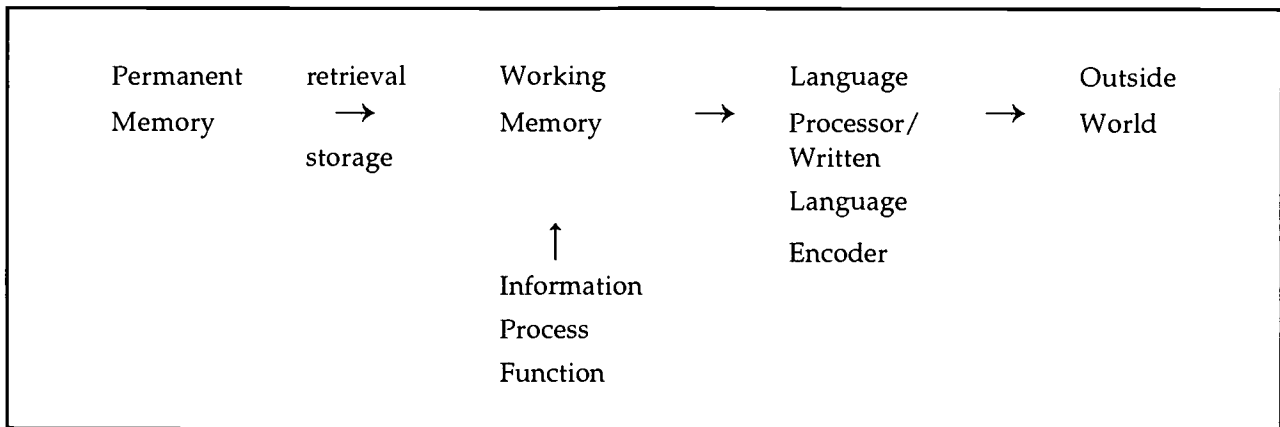 Permanent
Memory
retrieval
→
storage
Working
Memory
→
Language
Processor/
Written
Language
Encoder
→
Outside
World
↑
Information
Process
Function